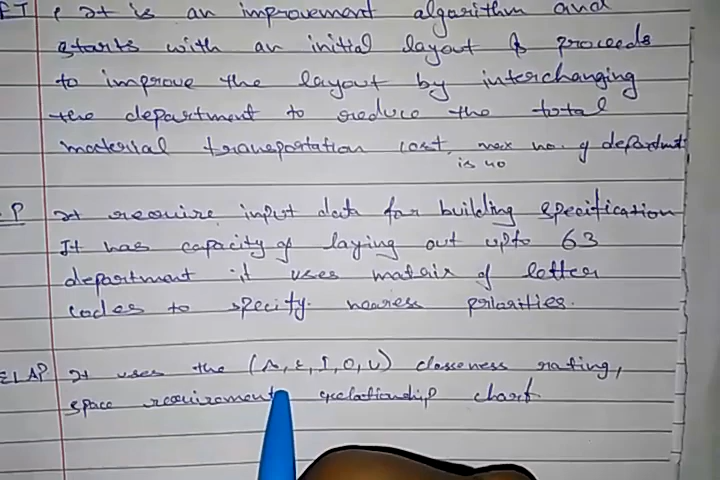 FT ( It is an improvement algorithm and
starts with an initial layout & proceeds
to improve the layout by interchanging
the department to reduce the total
material transportation cost, max no. of department
is 40
P It require input data for building specification
It has capacity of laying out upto 63
department it uses matrix of letter
codes to specify nearess priarities.
ELAP It uses the (A, E, I, O, U) closseness rating,
space requirement relationship chart.